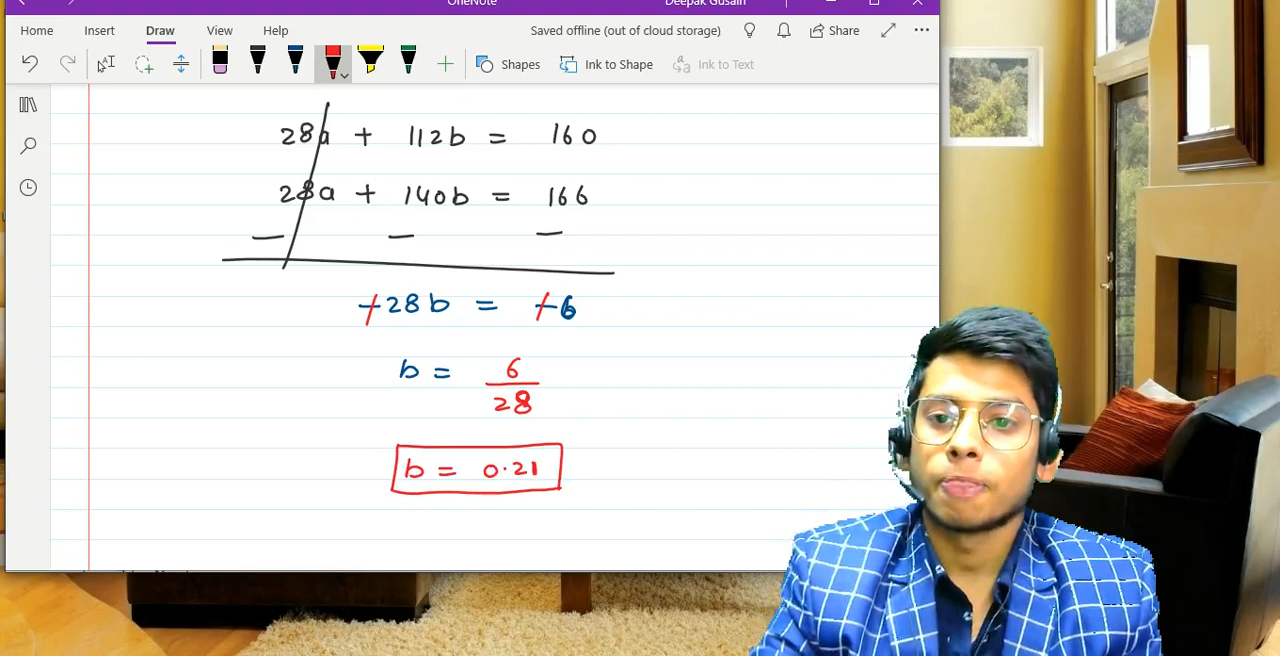 OneNote
Deepak Gusain
Home Insert Draw View Help Saved offline (out of cloud storage) Share
Shapes Ink to Shape Ink to Text
28a + 112b = 160
28a + 140b = 166
— — —
-28b = -6
b = 6/28
b = 0.21